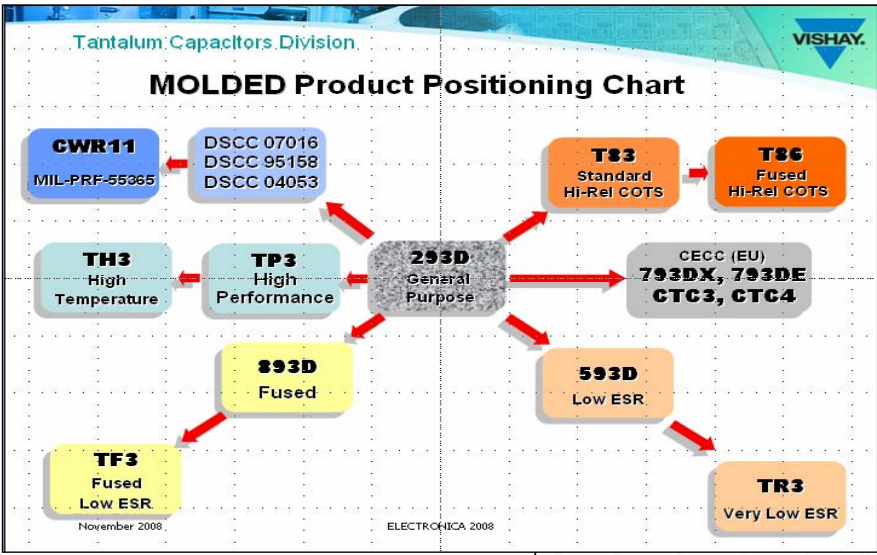 Tantalum Capacitors Division
VISHAY.
MOLDED Product Positioning Chart
CWR11
MIL-PRF-55365
DSCC 07016
DSCC 95158
DSCC 04053
T83
Standard
Hi-Rel COTS
T86
Fused
Hi-Rel COTS
TH3
High
Temperature
TP3
High
Performance
293D
General
Purpose
CECC (EU)
793DX, 793DE
CTC3, CTC4
893D
Fused
593D
Low ESR
TF3
Fused
Low ESR
TR3
Very Low ESR
November 2008
ELECTRONICA 2008